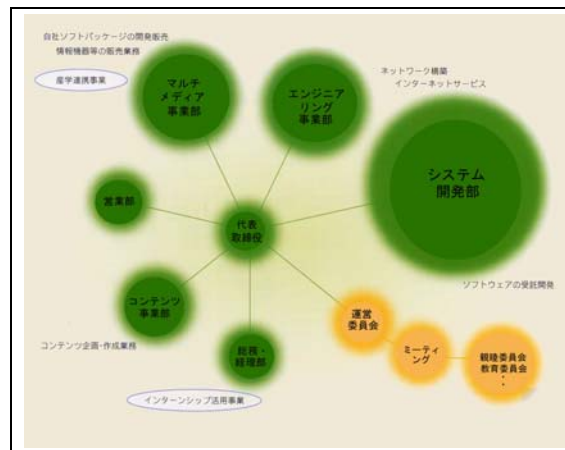 自社ソフトパッケージの開発販売
情報機器等の販売業務
産学連携事業
マルチ
メディア
事業部
エンジニア
リング
事業部
ネットワーク構築
インターネットサービス
システム
開発部
営業部
代表
取締役
ソフトウェアの受託開発
コンテンツ
事業部
運営
委員会
コンテンツ企画・作成業務
総務・
経理部
ミーティ
ング
親睦委員会
教育委員会
・
・
インターンシップ活用事業